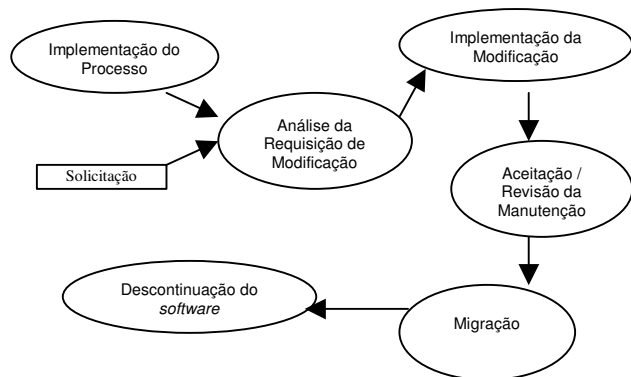 Implementação do
Processo
Implementação da
Modificação
Análise da
Requisição de
Modificação
Solicitação
Aceitação /
Revisão da
Manutenção
Descontinuação do
software
Migração